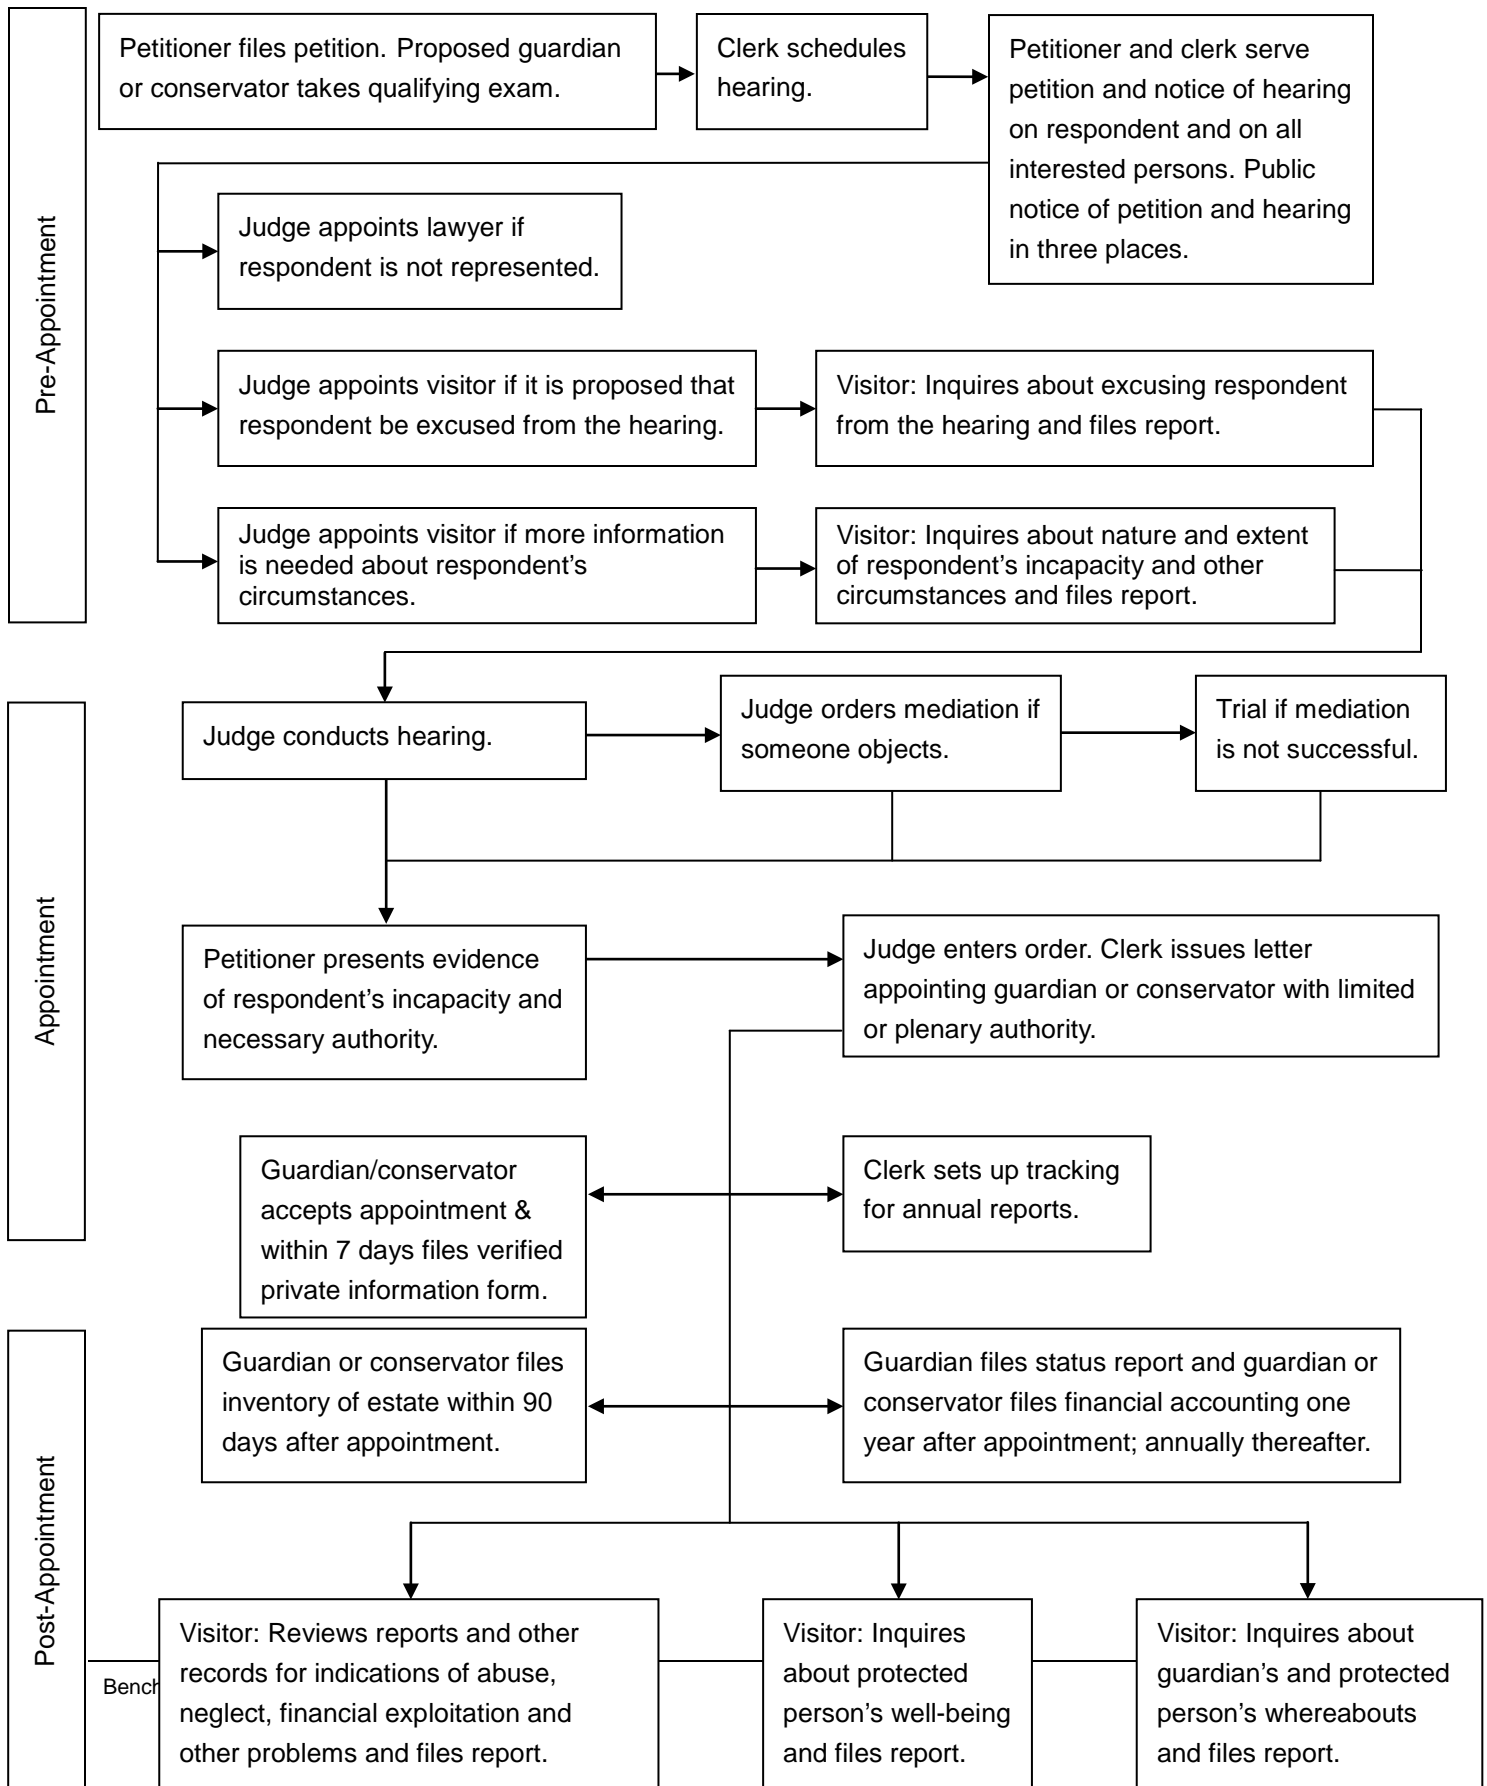 Pre-Appointment
Petitioner files petition. Proposed guardian
or conservator takes qualifying exam.
Clerk schedules
hearing.
Petitioner and clerk serve
petition and notice of hearing
on respondent and on all
interested persons. Public
notice of petition and hearing
in three places.
Judge appoints lawyer if
respondent is not represented.
Judge appoints visitor if it is proposed that
respondent be excused from the hearing.
Visitor: Inquires about excusing respondent
from the hearing and files report.
Judge appoints visitor if more information
is needed about respondent’s
circumstances.
Visitor: Inquires about nature and extent
of respondent’s incapacity and other
circumstances and files report.
Appointment
Judge conducts hearing.
Judge orders mediation if
someone objects.
Trial if mediation
is not successful.
Petitioner presents evidence
of respondent’s incapacity and
necessary authority.
Judge enters order. Clerk issues letter
appointing guardian or conservator with limited
or plenary authority.
Guardian/conservator
accepts appointment &
within 7 days files verified
private information form.
Clerk sets up tracking
for annual reports.
Post-Appointment
Guardian or conservator files
inventory of estate within 90
days after appointment.
Guardian files status report and guardian or
conservator files financial accounting one
year after appointment; annually thereafter.
Visitor: Reviews reports and other
records for indications of abuse,
neglect, financial exploitation and
other problems and files report.
Visitor: Inquires
about protected
person’s well-being
and files report.
Visitor: Inquires about
guardian’s and protected
person’s whereabouts
and files report.